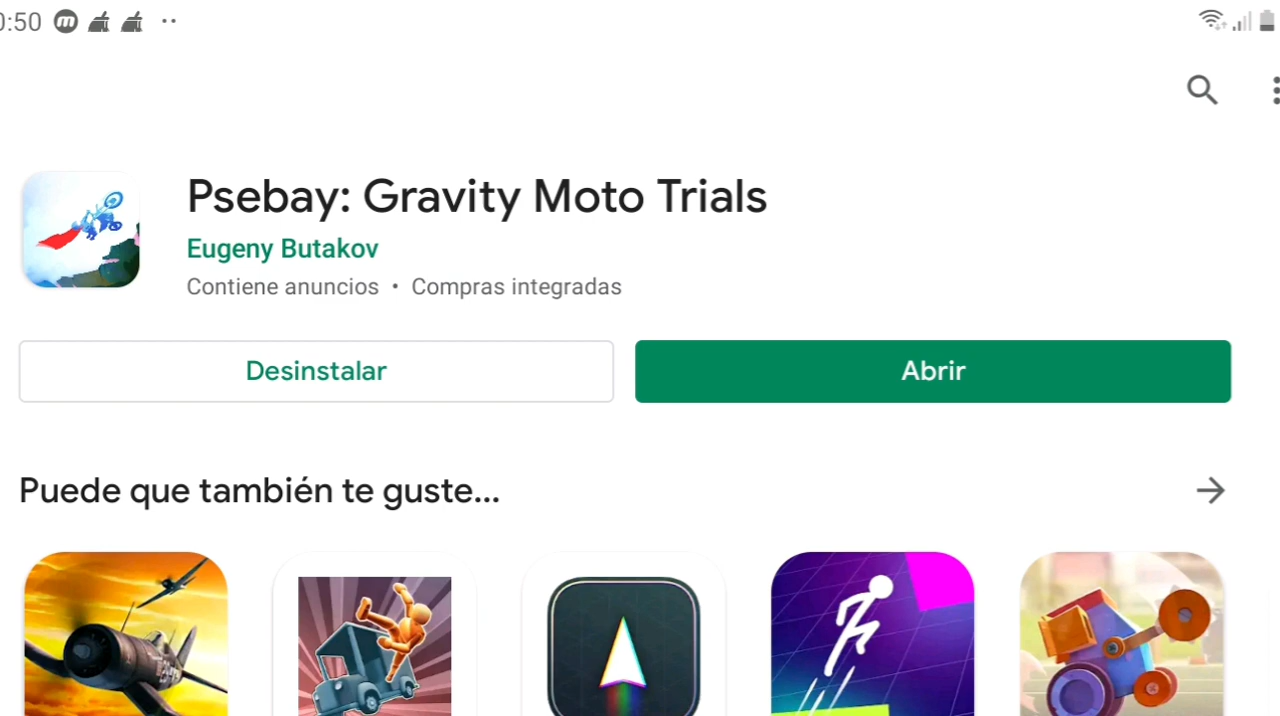 0:50
Psebay: Gravity Moto Trials
Eugeny Butakov
Contiene anuncios • Compras integradas
Desinstalar
Abrir
Puede que también te guste...